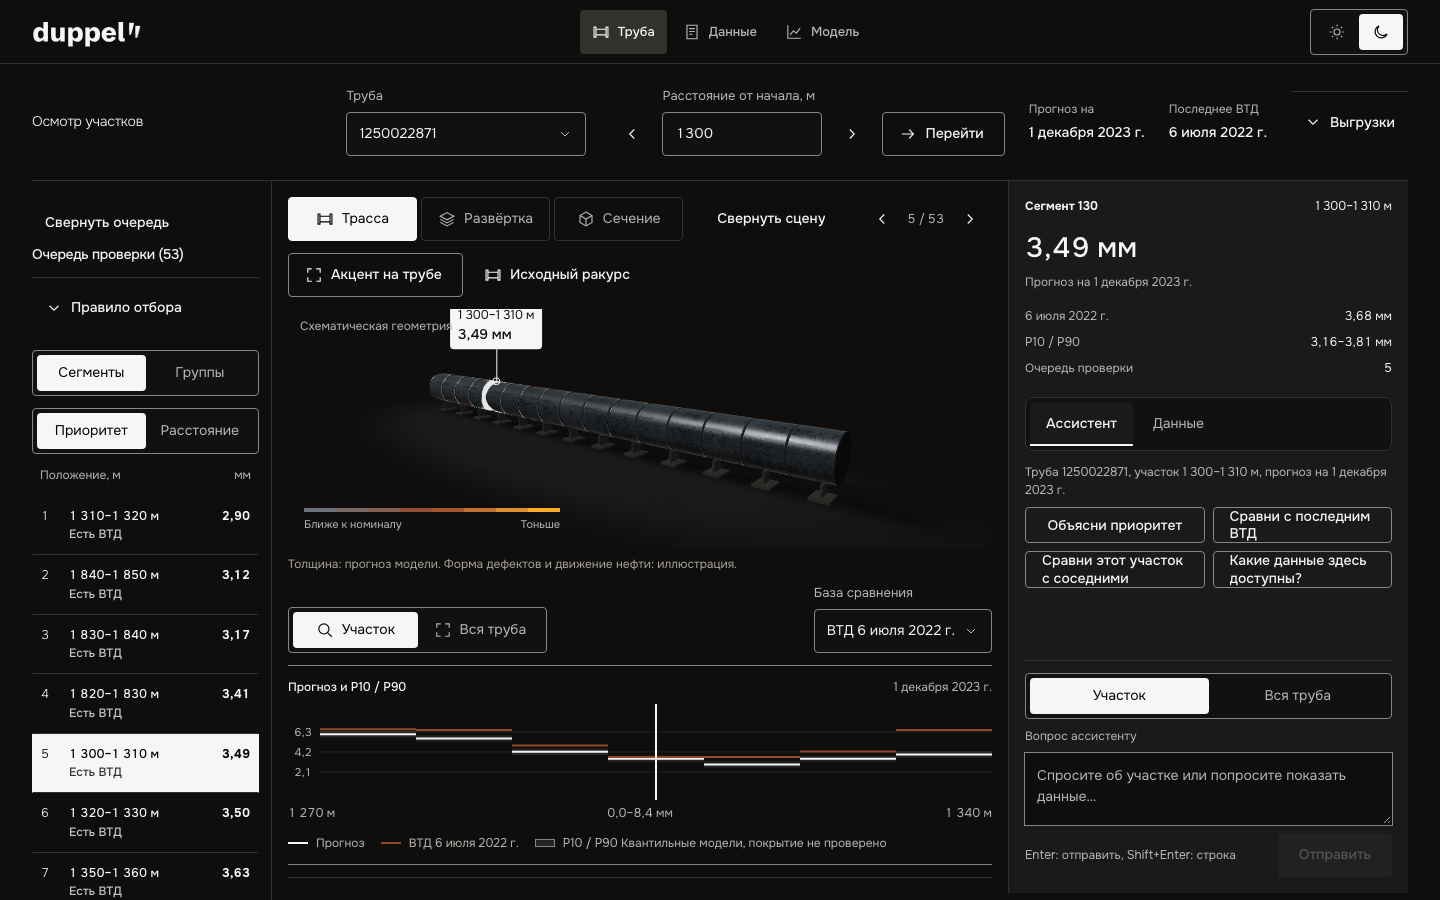 duppel
Труба
Данные
Модель
Осмотр участков
Труба
1250022871
Расстояние от начала, м
1 300
Перейти
Прогноз на
1 декабря 2023 г.
Последнее ВТД
6 июля 2022 г.
Выгрузки
Свернуть очередь
Очередь проверки (53)
Правило отбора
Сегменты
Группы
Приоритет
Расстояние
Положение, м
мм
1 1 310–1 320 м 2,90
Есть ВТД
2 1 840–1 850 м 3,12
Есть ВТД
3 1 830–1 840 м 3,17
Есть ВТД
4 1 820–1 830 м 3,41
Есть ВТД
5 1 300–1 310 м 3,49
Есть ВТД
6 1 320–1 330 м 3,50
Есть ВТД
7 1 350–1 360 м 3,63
Есть ВТД
Трасса
Развёртка
Сечение
Свернуть сцену
5 / 53
Акцент на трубе
Исходный ракурс
Схематическая геометрия
1 300–1 310 м
3,49 мм
Ближе к номиналу
Тоньше
Толщина: прогноз модели. Форма дефектов и движение нефти: иллюстрация.
Участок
Вся труба
База сравнения
ВТД 6 июля 2022 г.
Прогноз и P10 / P90
1 декабря 2023 г.
6,3
4,2
2,1
1 270 м
0,0–8,4 мм
1 340 м
Прогноз
ВТД 6 июля 2022 г.
P10 / P90 Квантильные модели, покрытие не проверено
Сегмент 130
1 300–1 310 м
3,49 мм
Прогноз на 1 декабря 2023 г.
6 июля 2022 г. 3,68 мм
P10 / P90 3,16–3,81 мм
Очередь проверки 5
Ассистент
Данные
Труба 1250022871, участок 1 300–1 310 м, прогноз на 1 декабря
2023 г.
Объясни приоритет
Сравни с последним
ВТД
Сравни этот участок
с соседними
Какие данные здесь
доступны?
Участок
Вся труба
Вопрос ассистенту
Спросите об участке или попросите показать
данные…
Enter: отправить, Shift+Enter: строка
Отправить